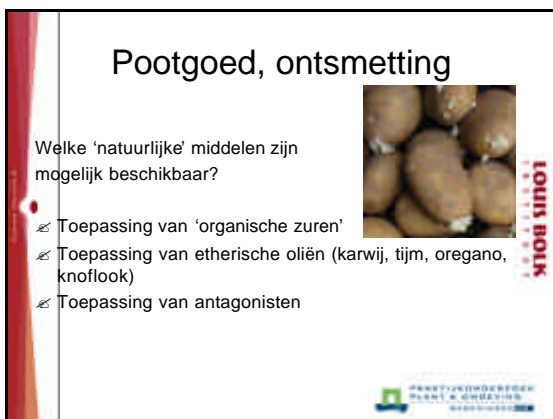 Pootgoed, ontsmetting
Welke ‘natuurlijke’ middelen zijn
mogelijk beschikbaar?
Toepassing van ‘organische zuren’
Toepassing van etherische oliën (karwij, tijm, oregano,
knoflook)
Toepassing van antagonisten
LOUIS BOLK
PRAKTIJKONDERZOEK
PLANT & OMGEVING